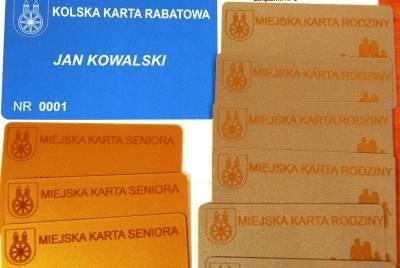 KOLSKA KARTA RABATOWA
JAN KOWALSKI
NR 0001
MIEJSKA KARTA SENIORA
MIEJSKA KARTA SENIORA
MIEJSKA KARTA SENIORA
MIEJSKA KARTA RODZINY
MIEJSKA KARTA RODZINY
MIEJSKA KARTA RODZINY
MIEJSKA KARTA RODZINY
MIEJSKA KARTA RODZINY